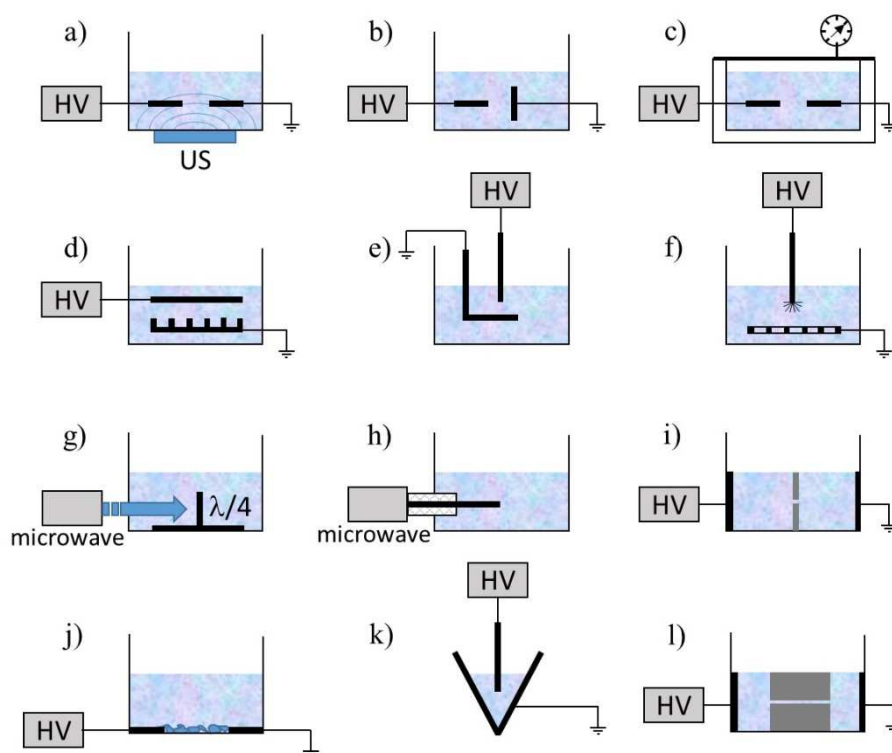 a)
b)
c)
HV
HV
HV
US
HV
HV
d)
e)
f)
HV
g)
h)
i)
λ/4
HV
microwave
microwave
HV
j)
k)
l)
HV
HV